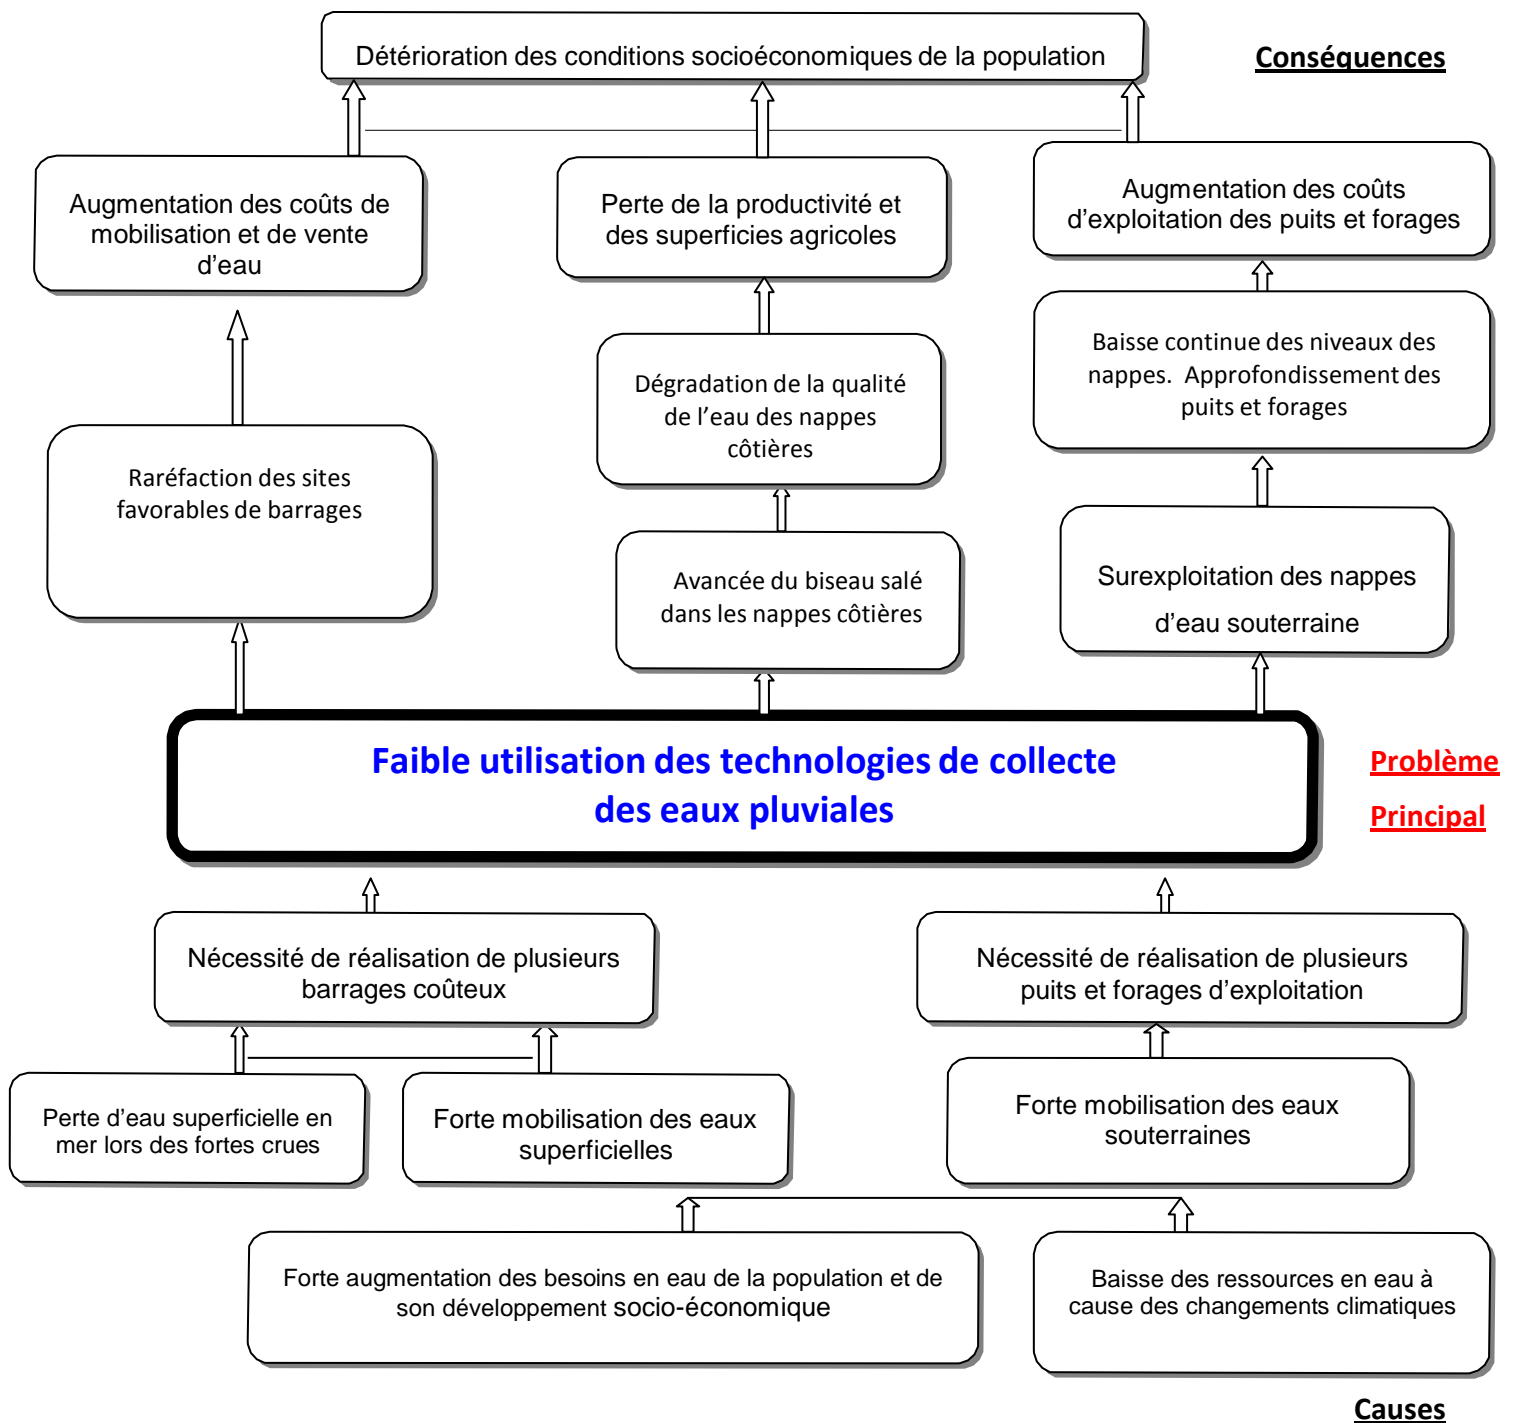 Détérioration des conditions socioéconomiques de la population
Conséquences
Augmentation des coûts de
mobilisation et de vente
d'eau
Perte de la productivité et
des superficies agricoles
Augmentation des coûts
d'exploitation des puits et forages
Baisse continue des niveaux des
nappes. Approfondissement des
puits et forages
Dégradation de la qualité
de l'eau des nappes
côtières
Raréfaction des sites
favorables de barrages
Avancée du biseau salé
dans les nappes côtières
Surexploitation des nappes
d'eau souterraine
Faible utilisation des technologies de collecte
des eaux pluviales
Problème
Principal
Nécessité de réalisation de plusieurs
barrages coûteux
Nécessité de réalisation de plusieurs
puits et forages d'exploitation
Perte d'eau superficielle en
mer lors des fortes crues
Forte mobilisation des eaux
superficielles
Forte mobilisation des eaux
souterraines
Forte augmentation des besoins en eau de la population et de
son développement socio-économique
Baisse des ressources en eau à
cause des changements climatiques
Causes